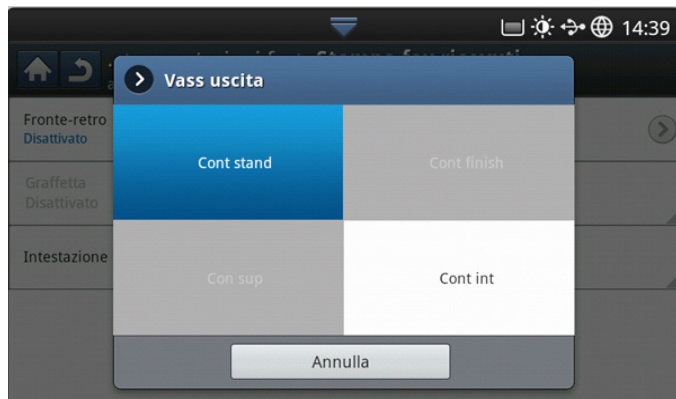 14:39
Vass uscita
Fronte-retro
Disattivato
Cont stand
Cont finish
Graffetta
Disattivato
Intestazione
Con sup
Cont int
Annulla